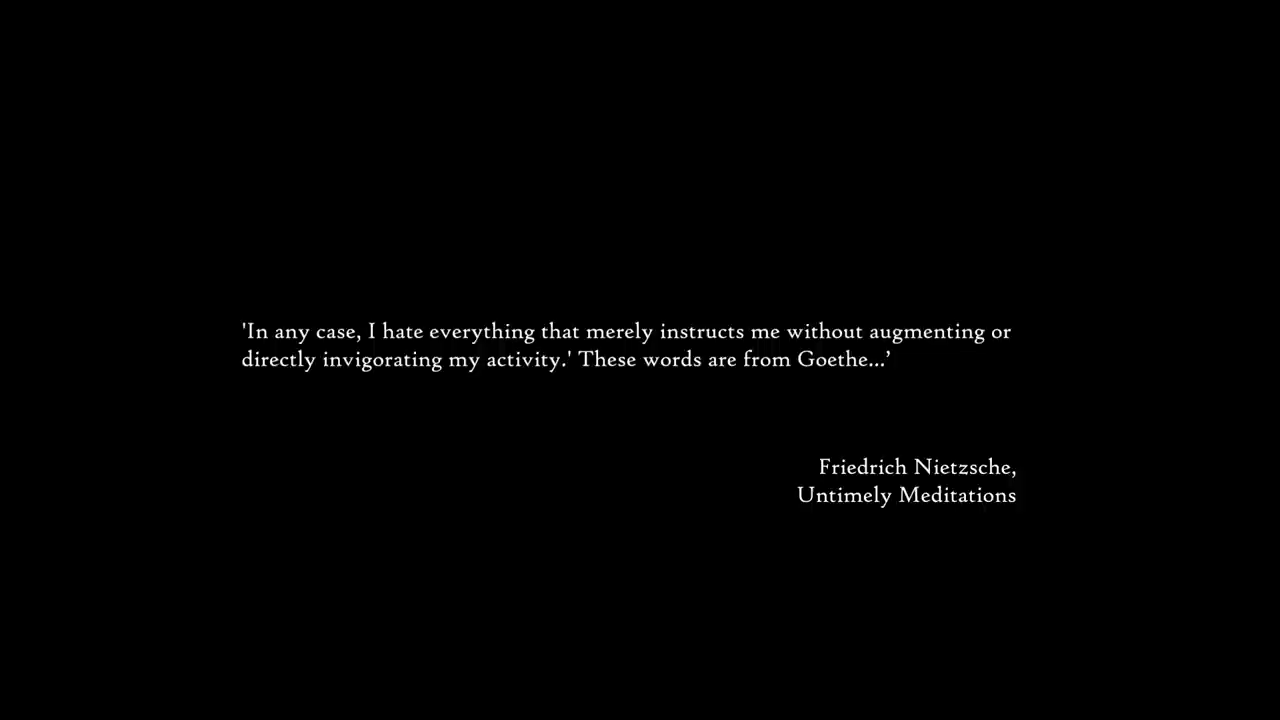 'In any case, I hate everything that merely instructs me without augmenting or
directly invigorating my activity.' These words are from Goethe...’
Friedrich Nietzsche,
Untimely Meditations